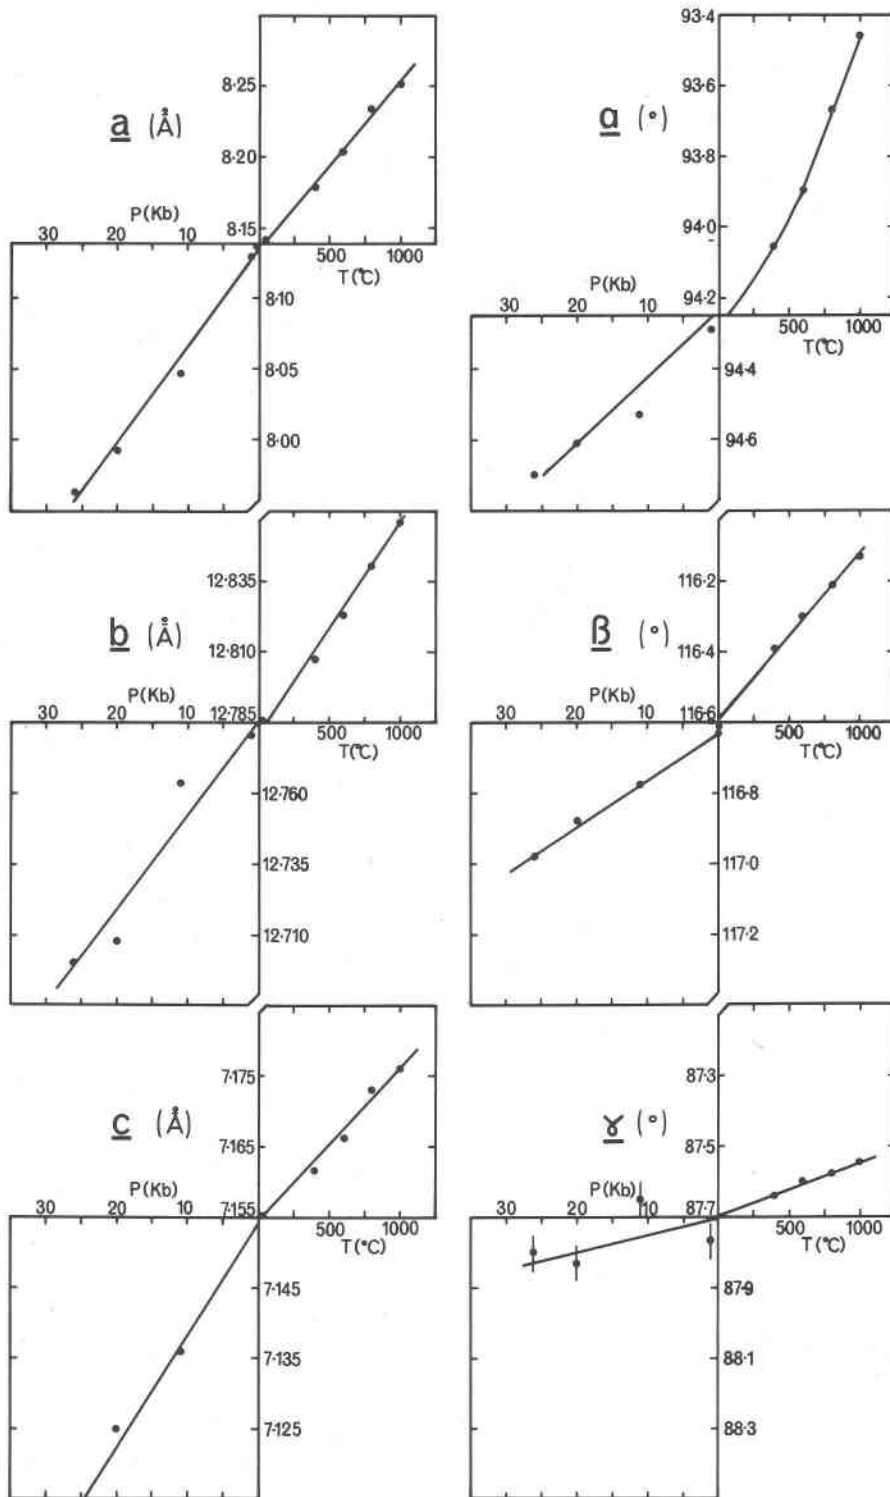 8·25
a (Å)
8·20
8·15
P(Kb)
30 20 10
500 1000
T(°C)
8·10
8·05
8·00
93·4
93·6
α (°)
93·8
94·0
94·2
P(Kb)
30 20 10
500 1000
T(°C)
94·4
94·6
12·835
b (Å)
12·810
P(Kb)
12·785
30 20 10
500 1000
T(°C)
12·760
12·735
12·710
116·2
β (°)
116·4
P(Kb)
116·6
30 20 10
500 1000
T(°C)
116·8
117·0
117·2
7·175
c (Å)
7·165
P(Kb)
7·155
30 20 10
500 1000
T(°C)
7·145
7·135
7·125
87·3
γ (°)
87·5
P(Kb)
87·7
30 20 10
500 1000
T(°C)
87·9
88·1
88·3